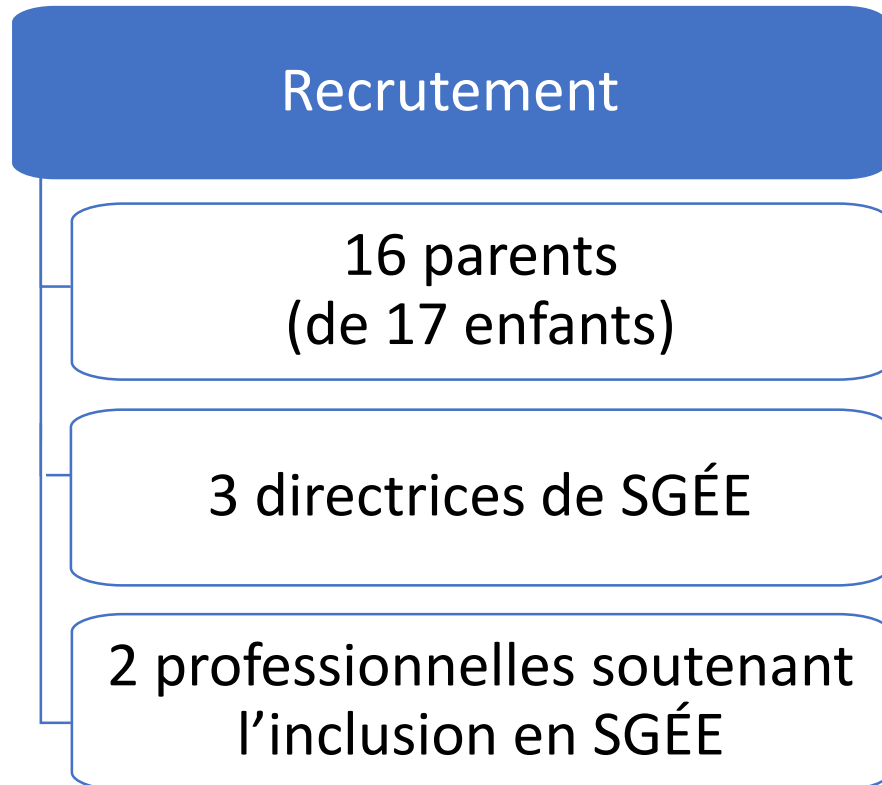 Recrutement
16 parents
(de 17 enfants)
3 directrices de SGÉE
2 professionnelles soutenant
l’inclusion en SGÉE